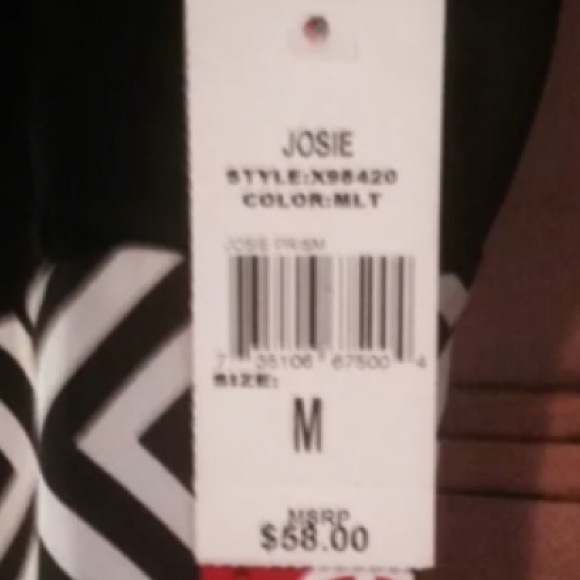 JOSIE
STYLE:X98420
COLOR:MLT
JOSIE PRISM
7 35106 67500 4
SIZE:
M
MSRP
$58.00